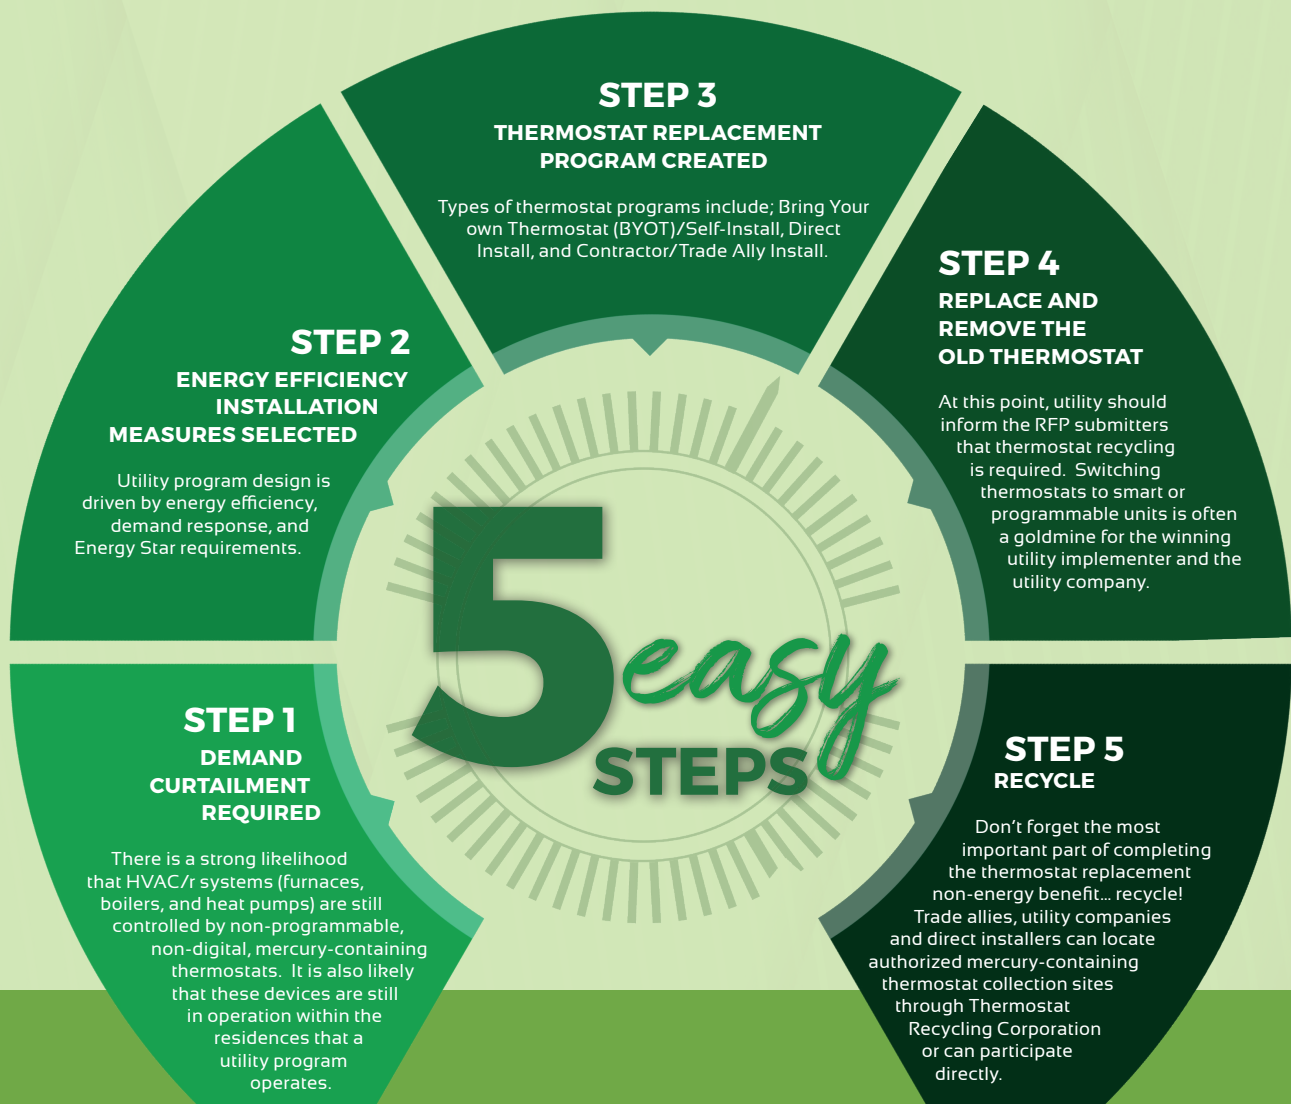 STEP 3
THERMOSTAT REPLACEMENT
PROGRAM CREATED
Types of thermostat programs include; Bring Your
own Thermostat (BYOT)/Self-Install, Direct
Install, and Contractor/Trade Ally Install.
STEP 4
REPLACE AND
REMOVE THE
OLD THERMOSTAT
At this point, utility should
inform the RFP submitters
that thermostat recycling
is required. Switching
thermostats to smart or
programmable units is often
a goldmine for the winning
utility implementer and the
utility company.
STEP 2
ENERGY EFFICIENCY
INSTALLATION
MEASURES SELECTED
Utility program design is
driven by energy efficiency,
demand response, and
Energy Star requirements.
5 easy
STEPS
STEP 1
DEMAND
CURTAILMENT
REQUIRED
There is a strong likelihood
that HVAC/r systems (furnaces,
boilers, and heat pumps) are still
controlled by non-programmable,
non-digital, mercury-containing
thermostats. It is also likely
that these devices are still
in operation within the
residences that a
utility program
operates.
STEP 5
RECYCLE
Don't forget the most
important part of completing
the thermostat replacement
non-energy benefit... recycle!
Trade allies, utility companies
and direct installers can locate
authorized mercury-containing
thermostat collection sites
through Thermostat
Recycling Corporation
or can participate
directly.